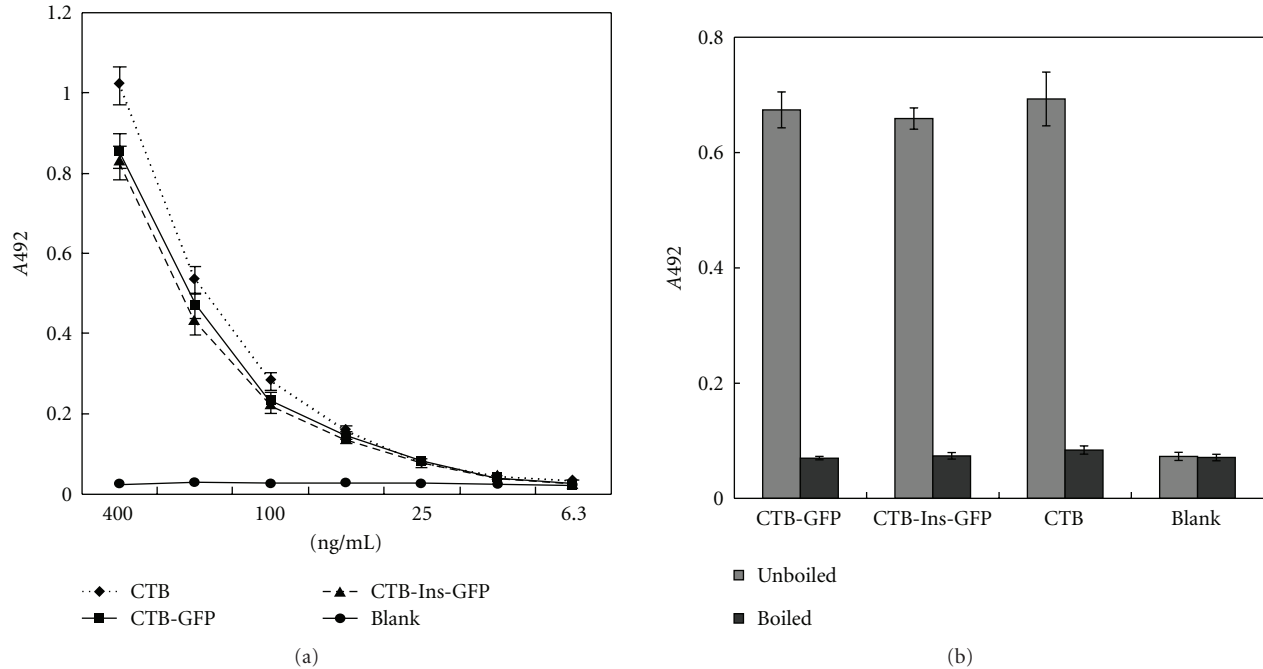 1.2
1
0.8
0.6
0.4
0.2
0
A492
400
100
25
6.3
(ng/mL)
CTB
CTB-GFP
CTB-Ins-GFP
Blank
(a)
0.8
0.6
0.4
0.2
0
A492
CTB-GFP
CTB-Ins-GFP
CTB
Blank
Unboiled
Boiled
(b)